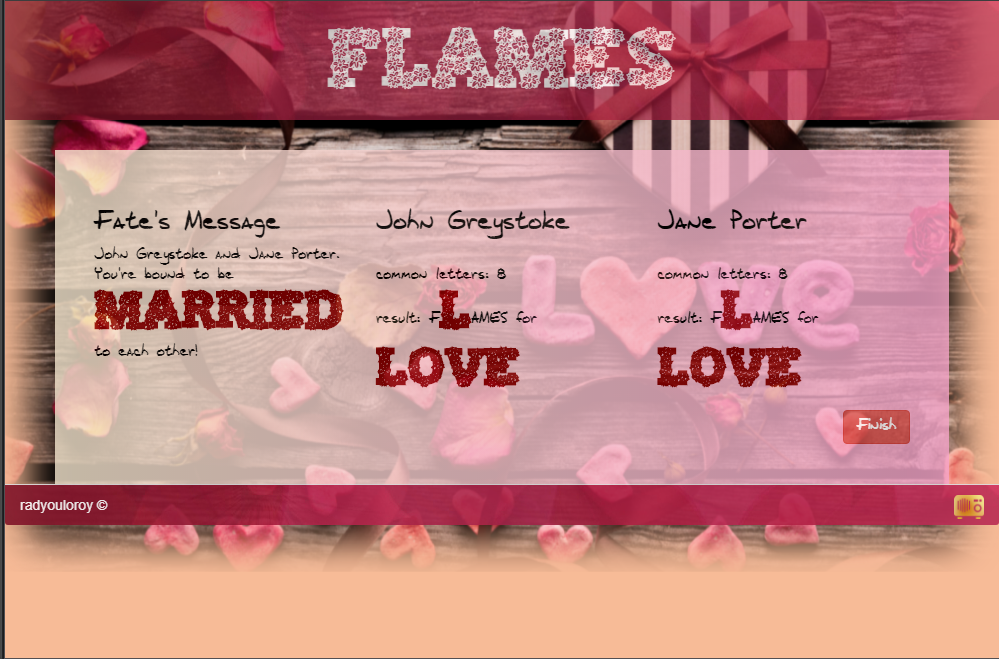 FLAMES
Fate's Message
John Greystoke and Jane Porter.
You're bound to be
MARRIED
to each other!
John Greystoke
common letters: 8
result: FLAMES for
LOVE
Jane Porter
common letters: 8
result: FLAMES for
LOVE
Love
Finish
radyouloroy ©